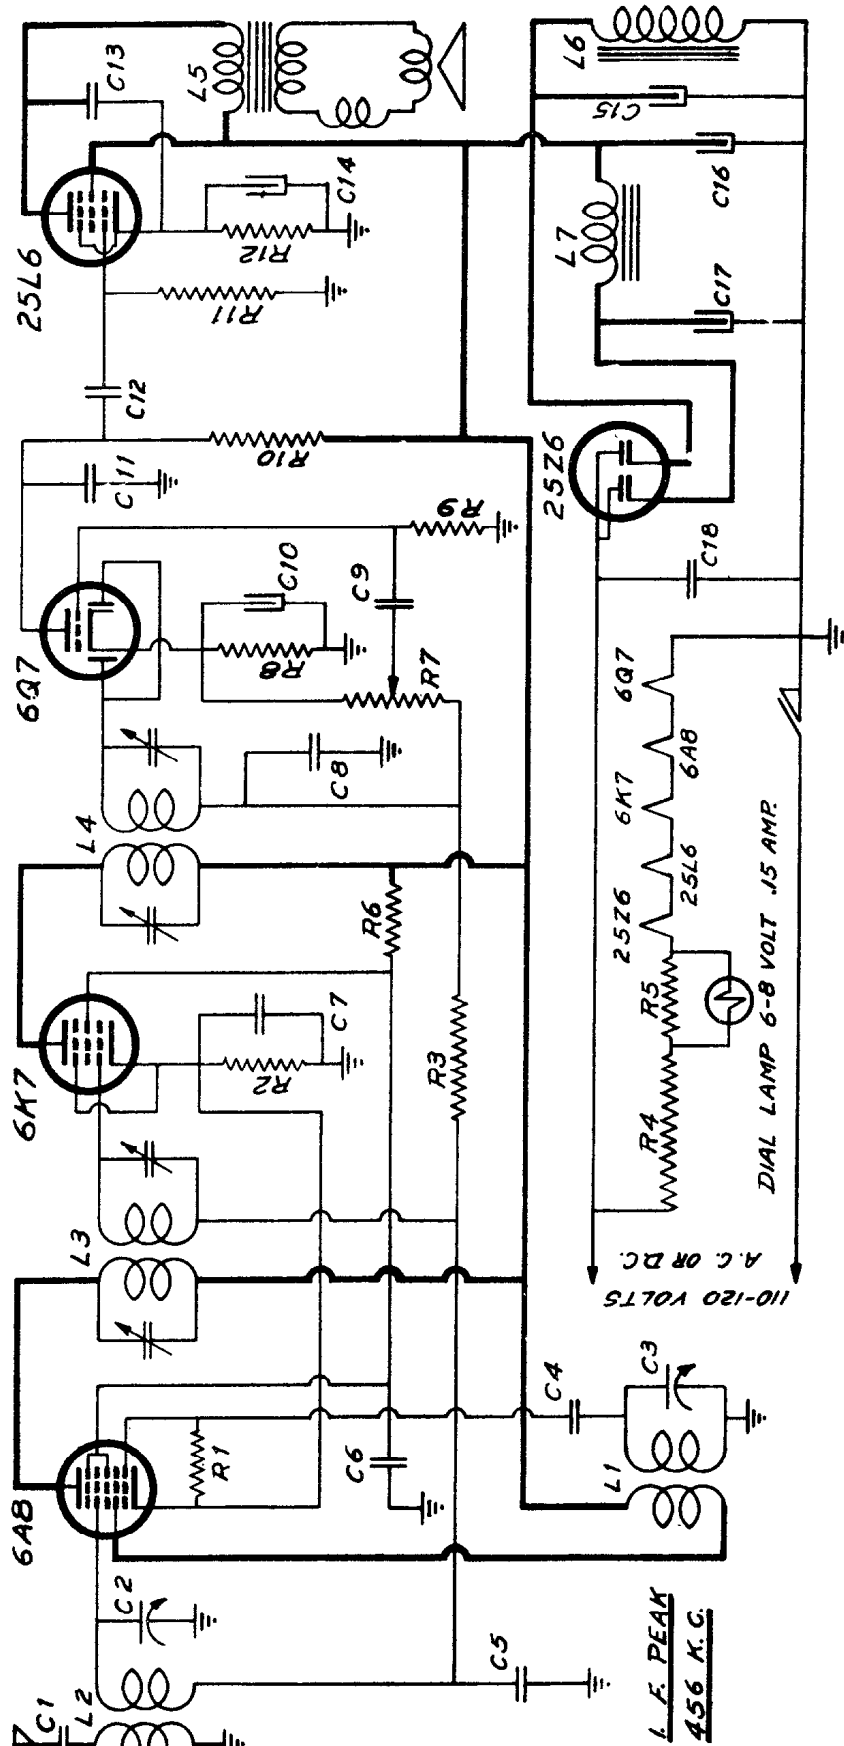 6A8
6K7
6Q7
25L6
C1
L2
C2
R1
L3
R2
C7
L4
C8
R8
C10
C11
C12
R11
R12
C14
C13
L5
C5
C6
R3
R6
R7
C9
R9
R10
I. F. PEAK
456 K.C.
L1
C4
C3
110-120 VOLTS
A.C. OR D.C.
R4
R5
25Z6
25L6
6K7
6A8
6Q7
DIAL LAMP 6-8 VOLT .15 AMP.
C18
25Z6
C17
L7
C16
C15
L6